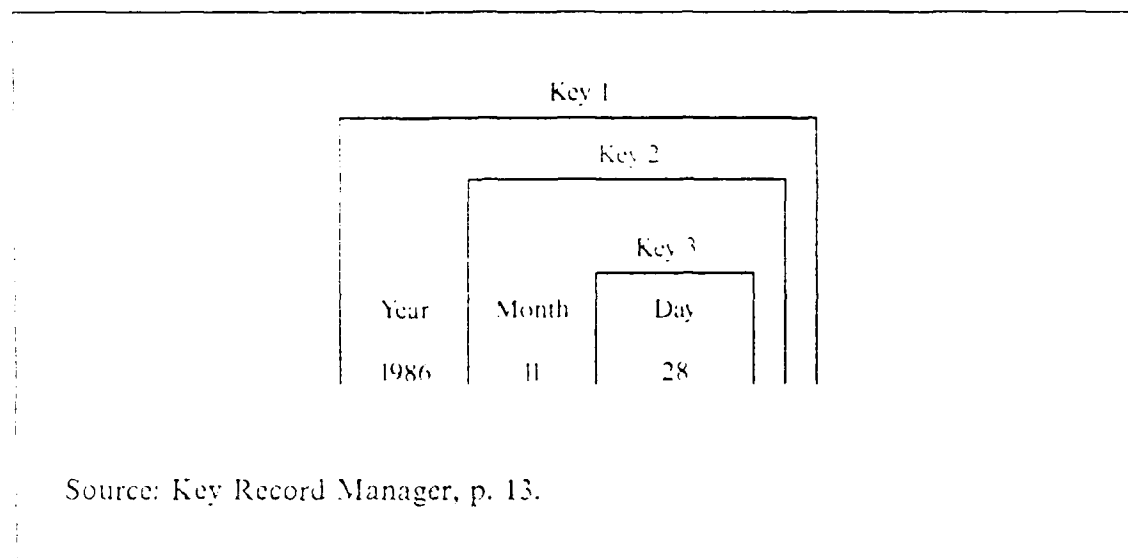 Key 1
Key 2
Key 3
Year Month Day
1986 11 28
Source: Key Record Manager, p. 13.